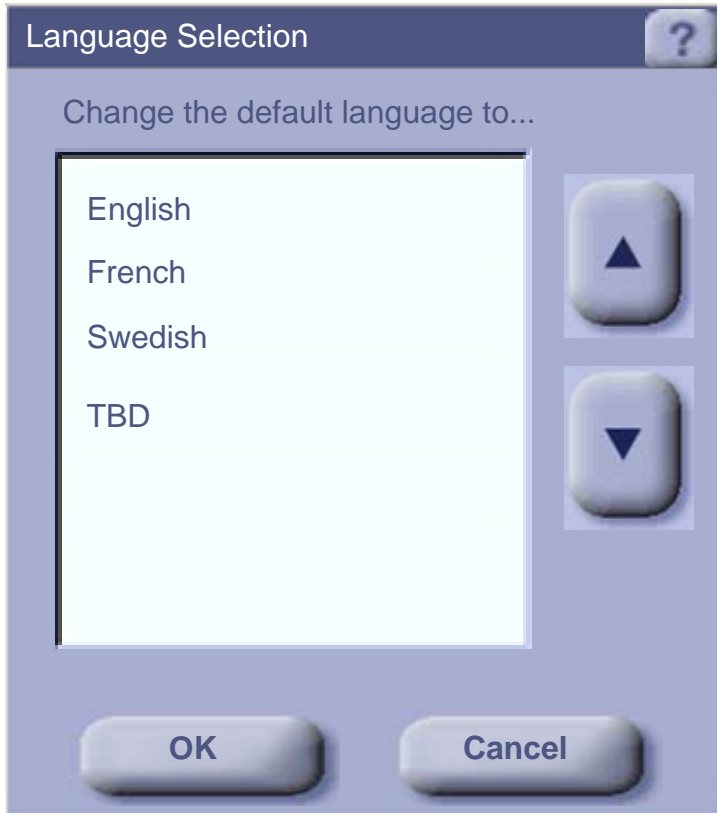 Language Selection
?
Change the default language to...
English
French
Swedish
TBD
OK
Cancel